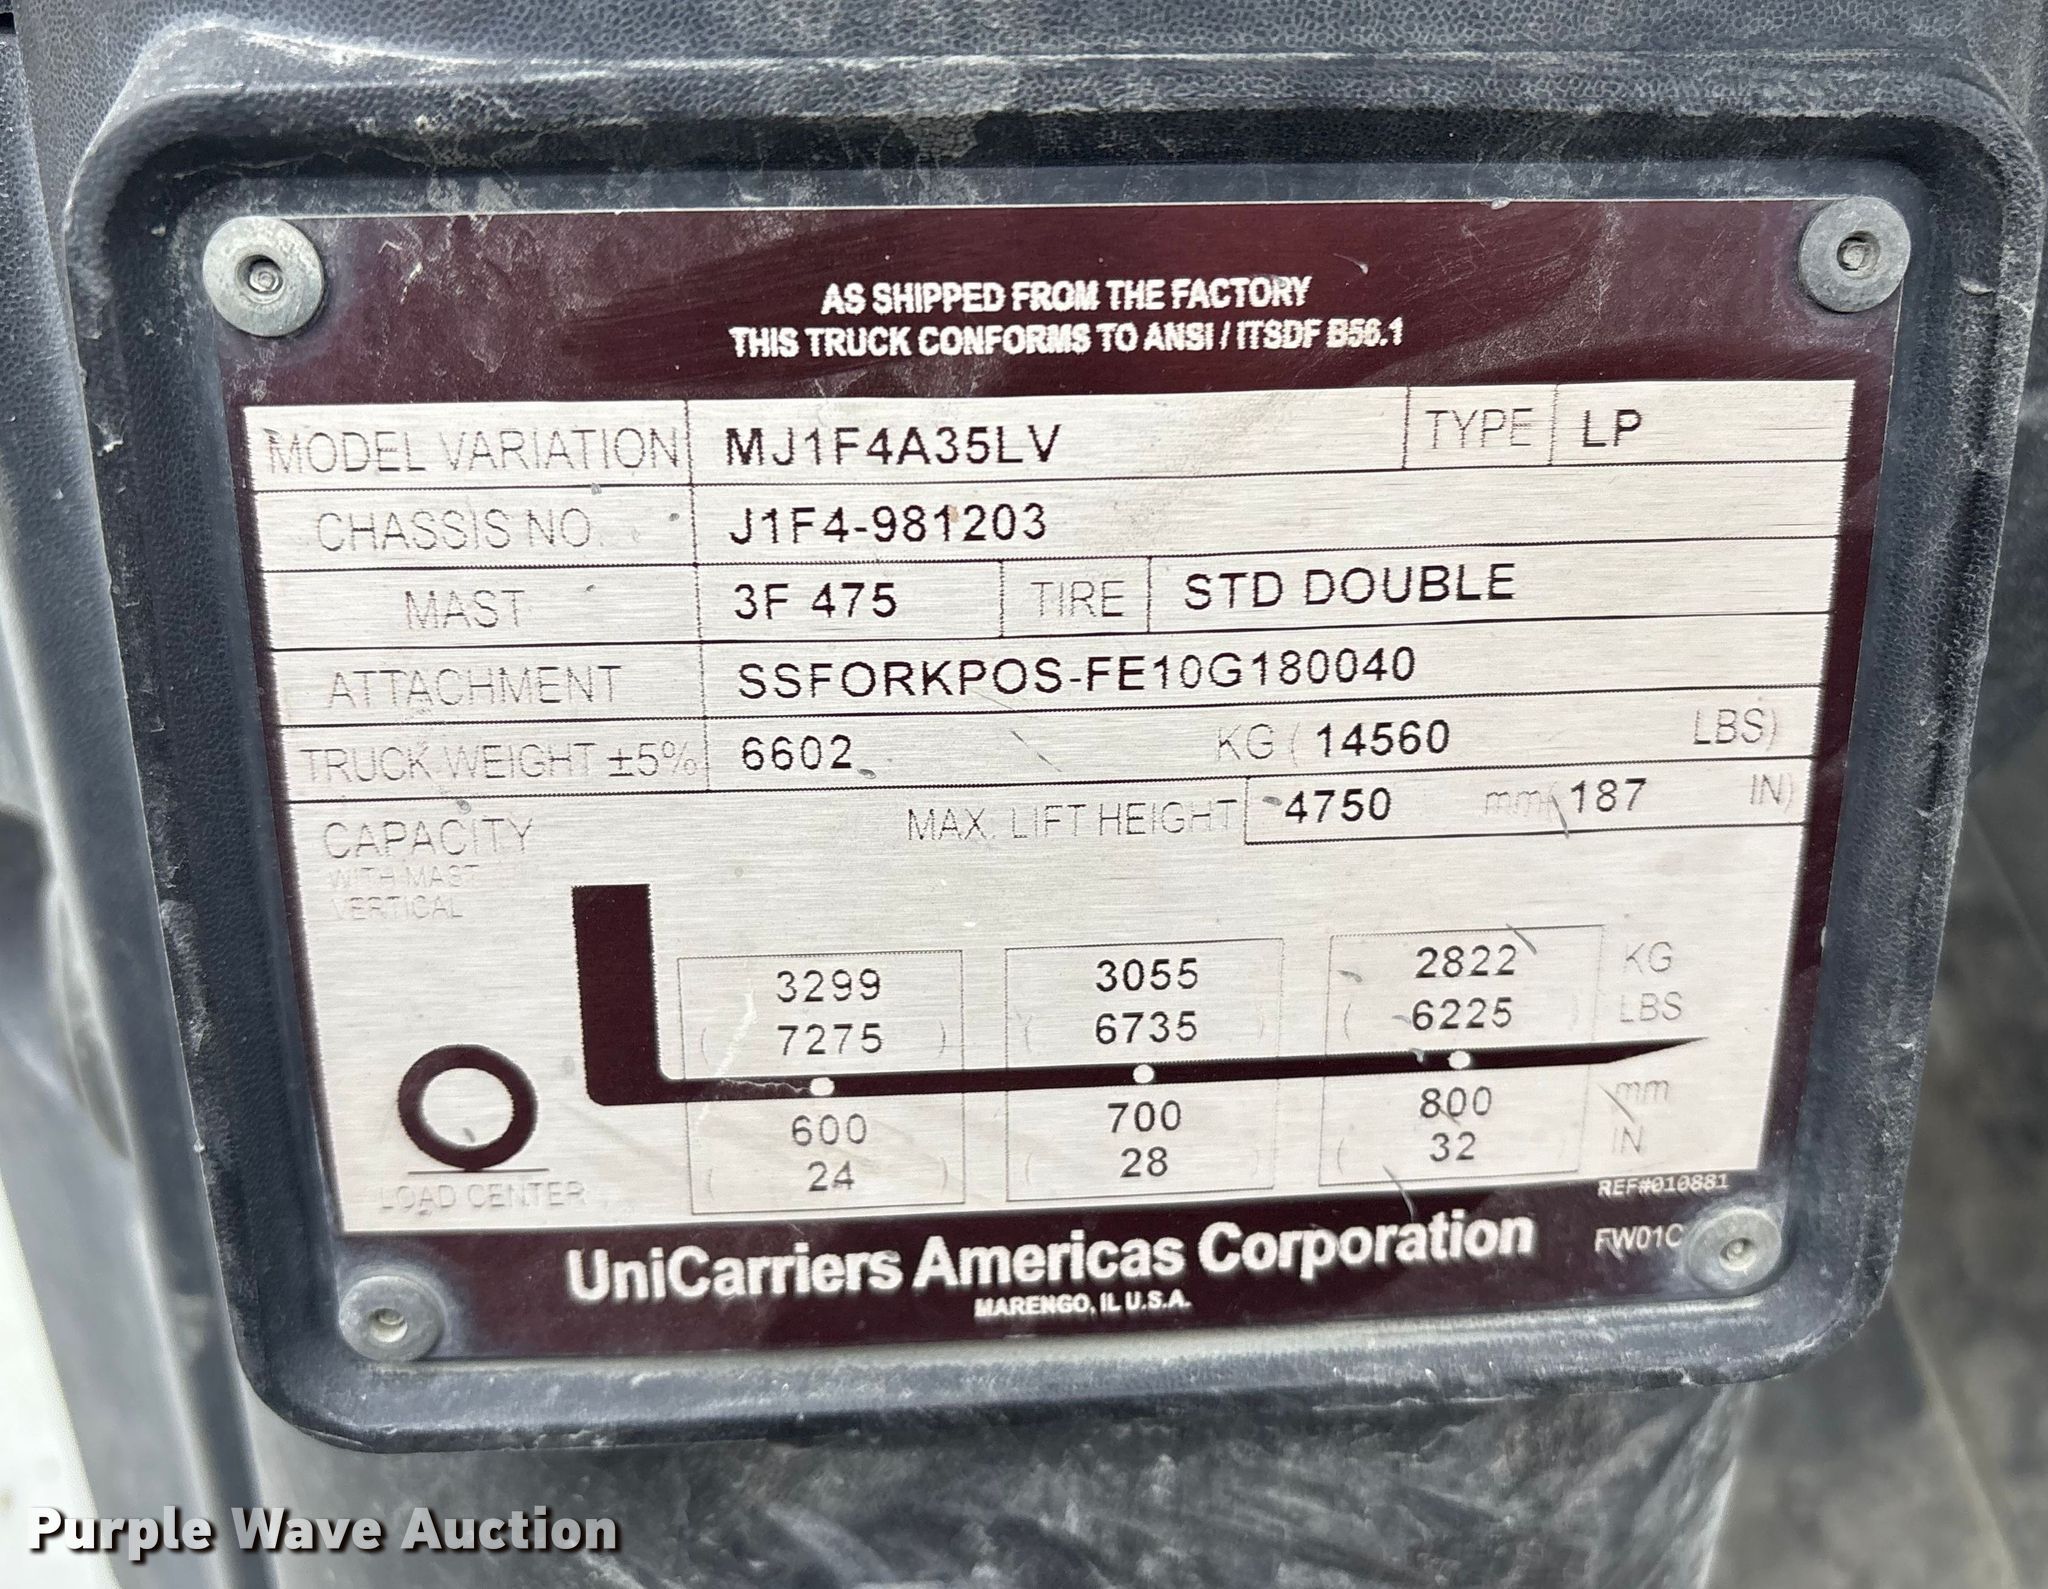 AS SHIPPED FROM THE FACTORY
THIS TRUCK CONFORMS TO ANSI / ITSDF B56.1
MODEL VARIATION MJ1F4A35LV TYPE LP
CHASSIS NO. J1F4-981203
MAST 3F 475 TIRE STD DOUBLE
ATTACHMENT SSFORKPOS-FE10G180040
TRUCK WEIGHT ±5% 6602 KG ( 14560 LBS)
CAPACITY MAX. LIFT HEIGHT 4750 mm( 187 IN)
WITH MAST
VERTICAL
3299 3055 2822 KG
( 7275 ) ( 6735 ) ( 6225 ) LBS
600 700 800 mm
( 24 ) ( 28 ) ( 32 ) IN
LOAD CENTER
REF#010881
UniCarriers Americas Corporation FW01C
MARENGO, IL U.S.A.
Purple Wave Auction